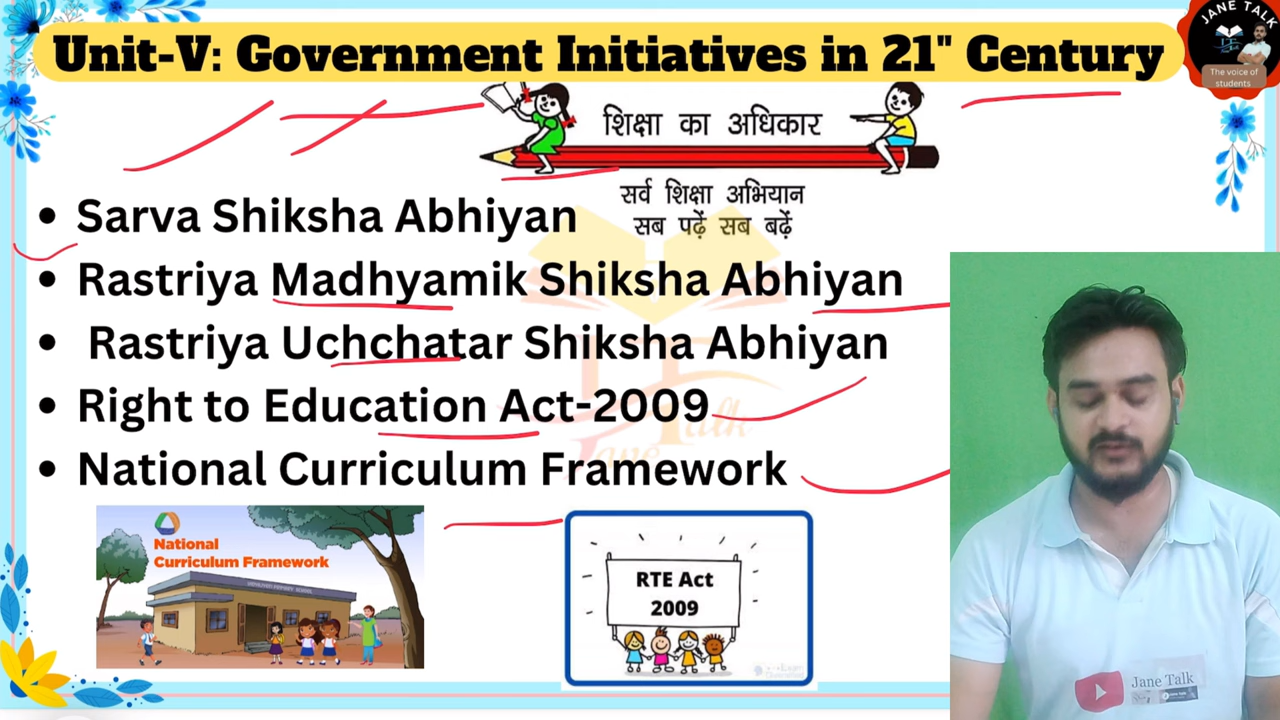 Unit-V: Government Initiatives in 21" Century
JANE TALK
The voice of
students
शिक्षा का अधिकार
सर्व शिक्षा अभियान
सब पढ़ें सब बढ़ें
• Sarva Shiksha Abhiyan
• Rastriya Madhyamik Shiksha Abhiyan
• Rastriya Uchchatar Shiksha Abhiyan
• Right to Education Act-2009
• National Curriculum Framework
Talk
Jane
National
Curriculum Framework
RTE Act
2009
Jane Talk